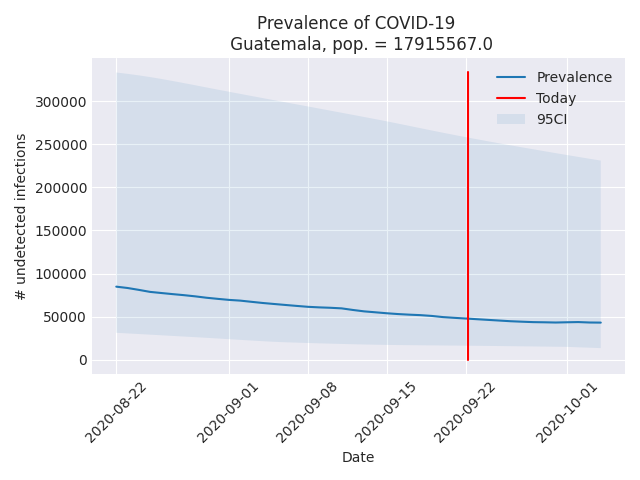 Prevalence of COVID-19
Guatemala, pop. = 17915567.0
Prevalence
Today
95CI
# undetected infections
300000
250000
200000
150000
100000
50000
0
2020-08-22
2020-09-01
2020-09-08
2020-09-15
2020-09-22
2020-10-01
Date